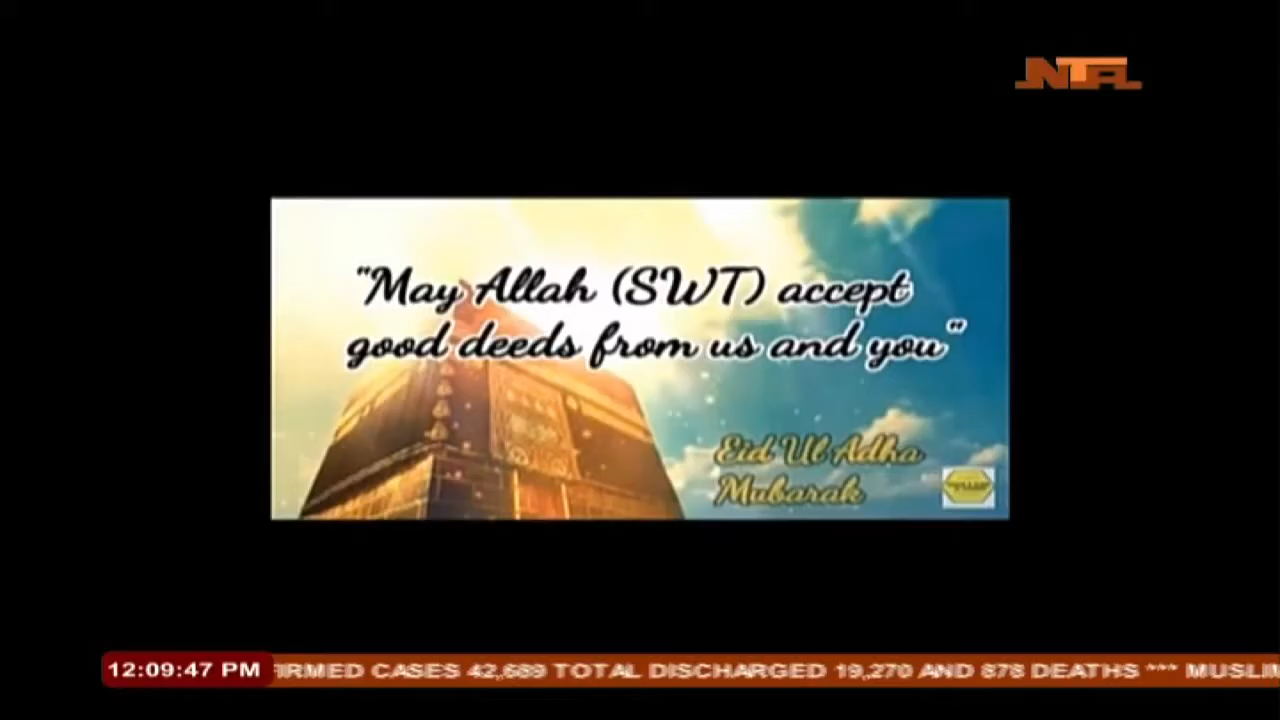 NTA
"May Allah (SWT) accept
good deeds from us and you"
Eid Ul Adha
Mubarak
12:09:47 PM
IRMED CASES 42,689 TOTAL DISCHARGED 19,270 AND 878 DEATHS *** MUSLIM